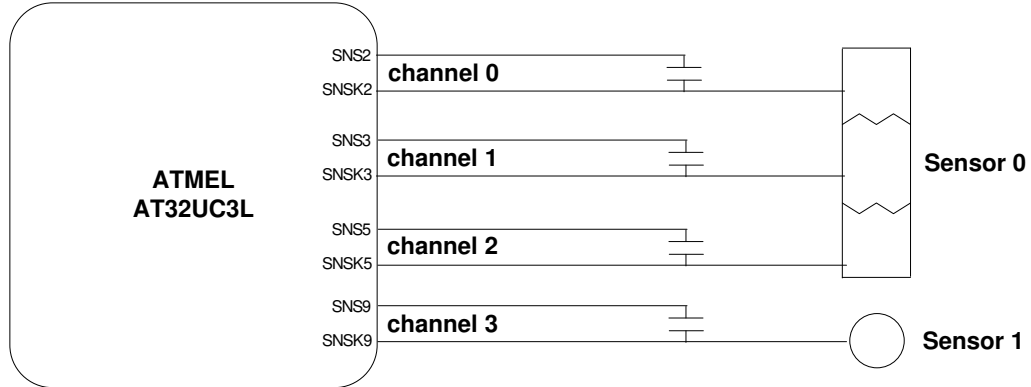 SNS2
channel 0
SNSK2
SNS3
channel 1
SNSK3
ATMEL
AT32UC3L
Sensor 0
SNS5
channel 2
SNSK5
SNS9
channel 3
SNSK9
Sensor 1